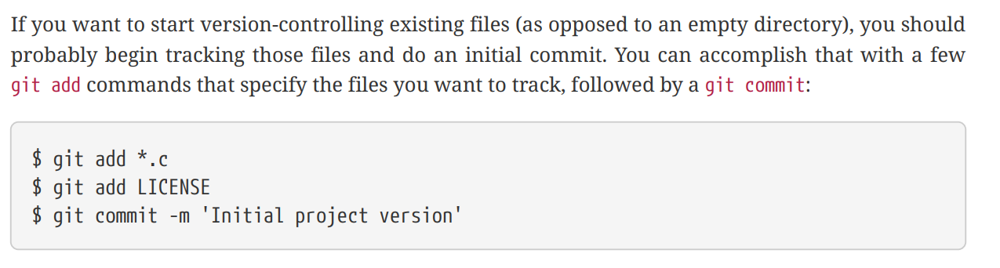 If you want to start version-controlling existing files (as opposed to an empty directory), you should
probably begin tracking those files and do an initial commit. You can accomplish that with a few
git add commands that specify the files you want to track, followed by a git commit:
$ git add *.c
$ git add LICENSE
$ git commit -m 'Initial project version'